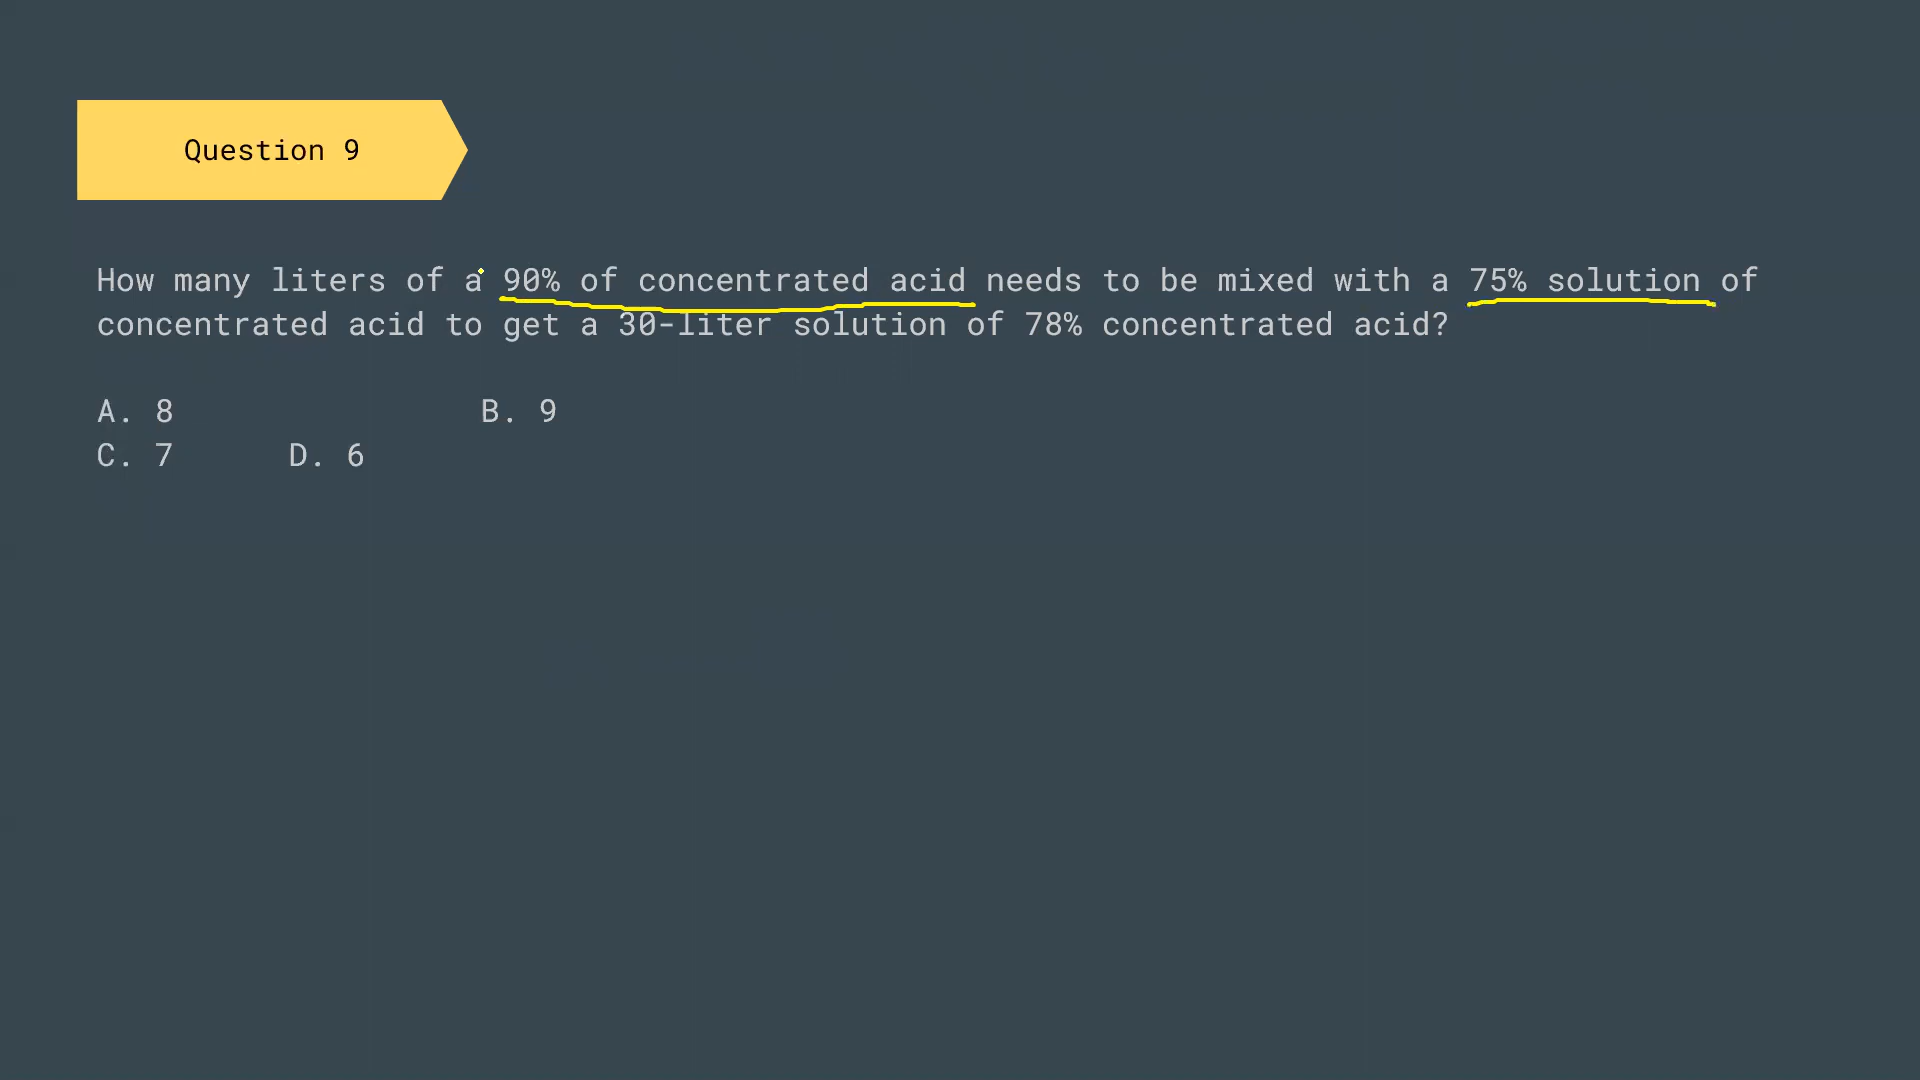 Question 9
How many liters of a 90% of concentrated acid needs to be mixed with a 75% solution of
concentrated acid to get a 30-liter solution of 78% concentrated acid?
A. 8 B. 9
C. 7 D. 6